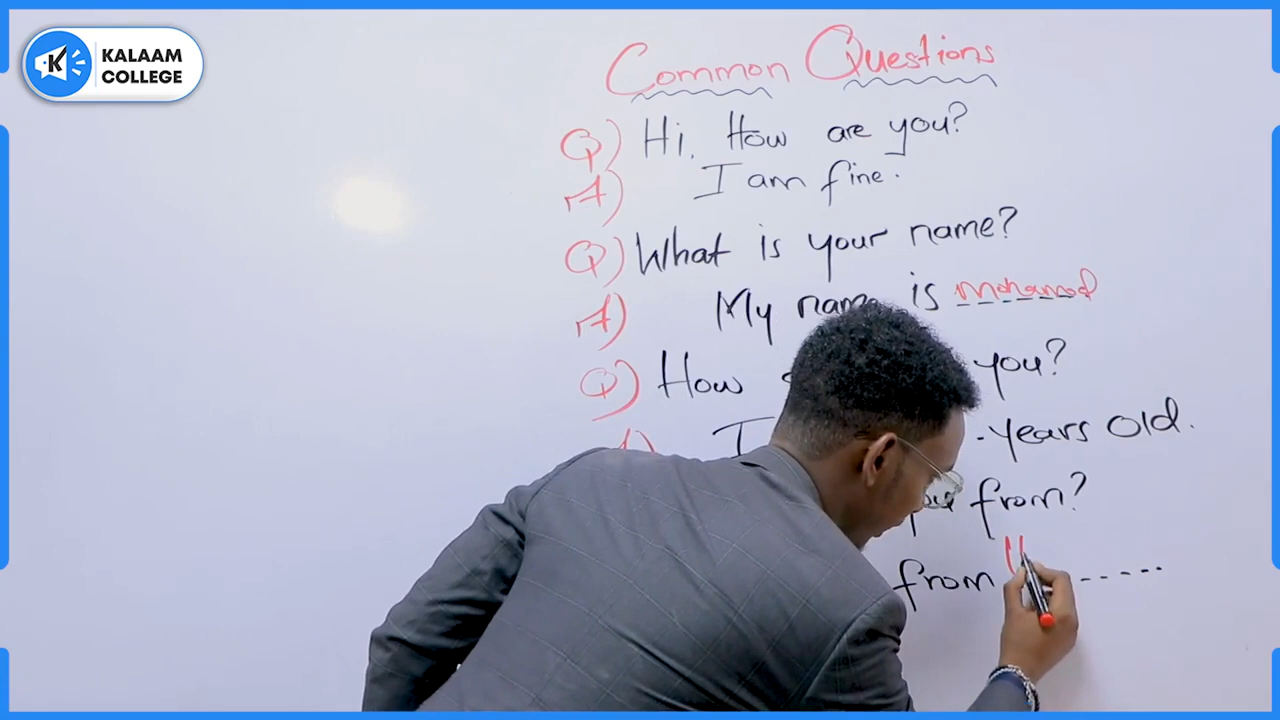 KALAAM
COLLEGE
Common Questions
Q) Hi. How are you?
A) I am fine.
Q) What is your name?
A) My name is mohamed
Q) How you?
A) I -years old.
you from?
from